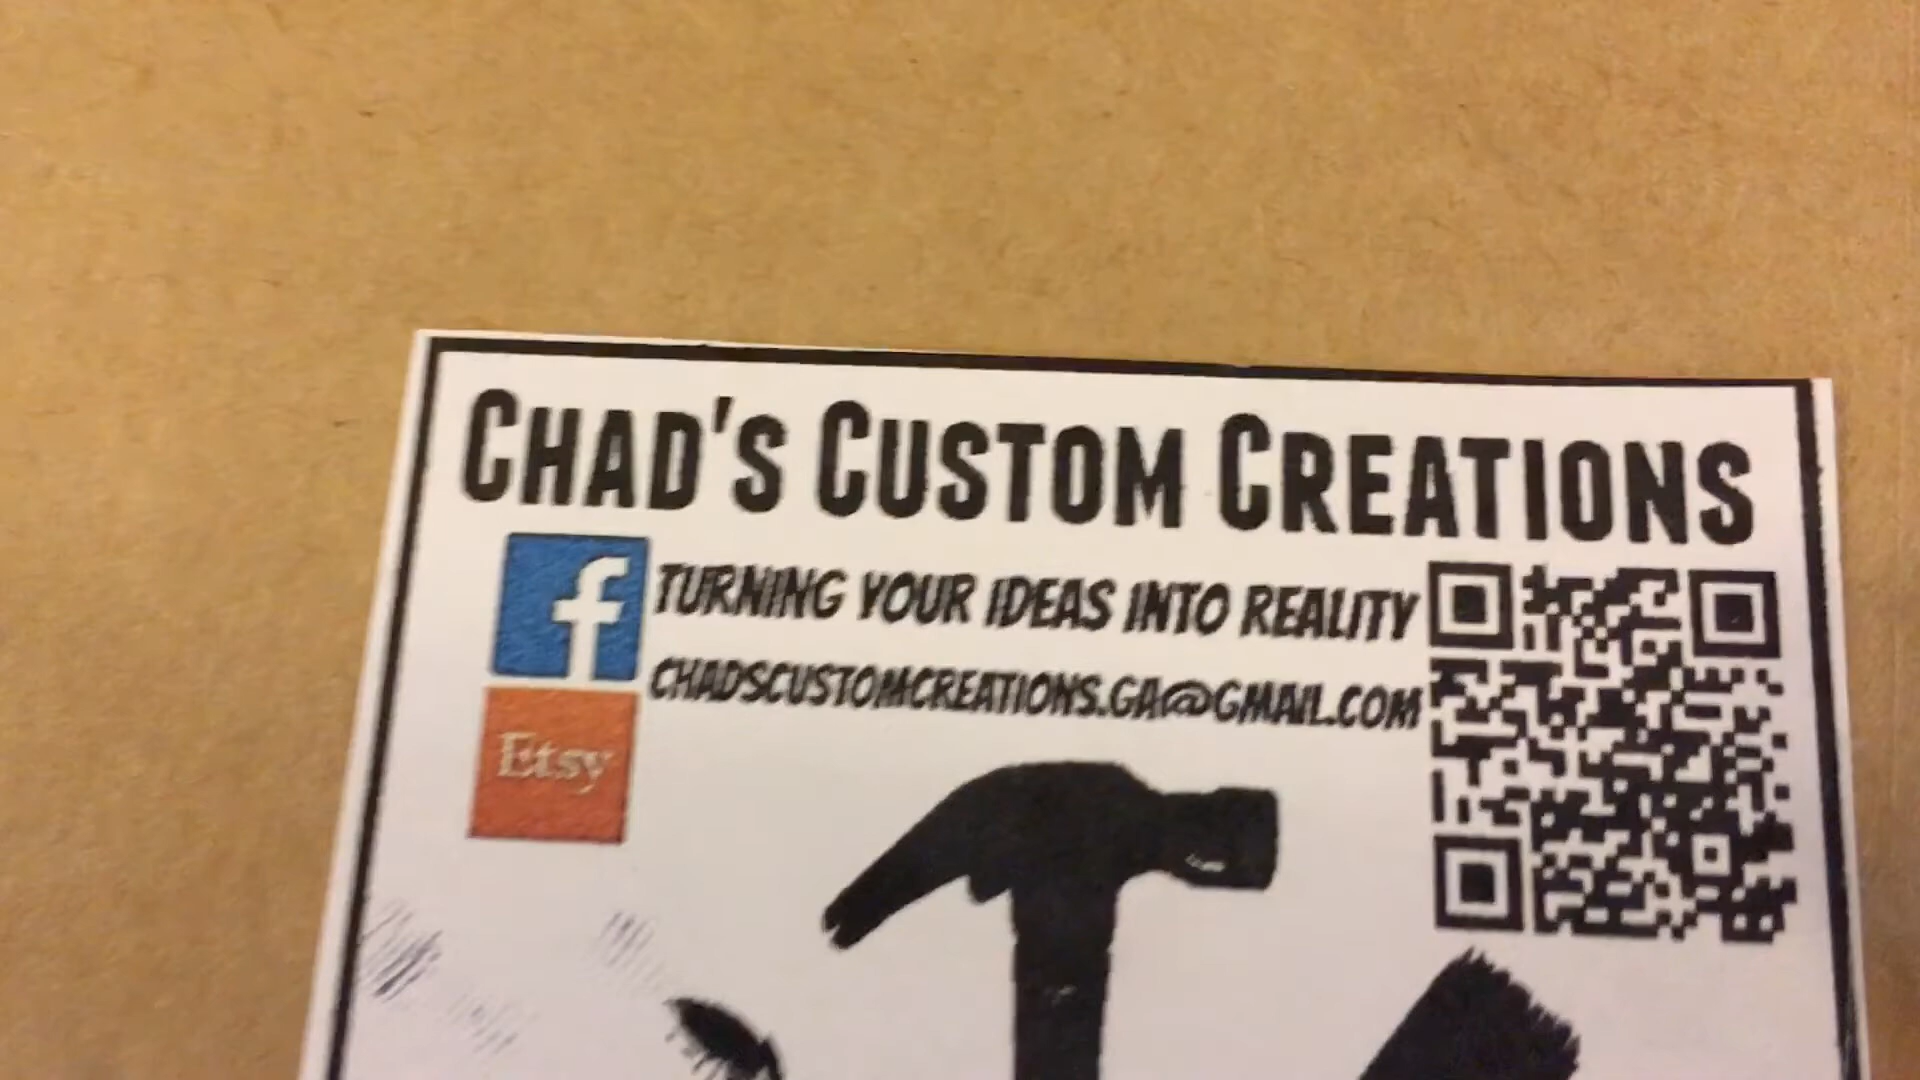 CHAD'S CUSTOM CREATIONS
f
TURNING YOUR IDEAS INTO REALITY
CHADSCUSTOMCREATIONS.GA@GMAIL.COM
Etsy